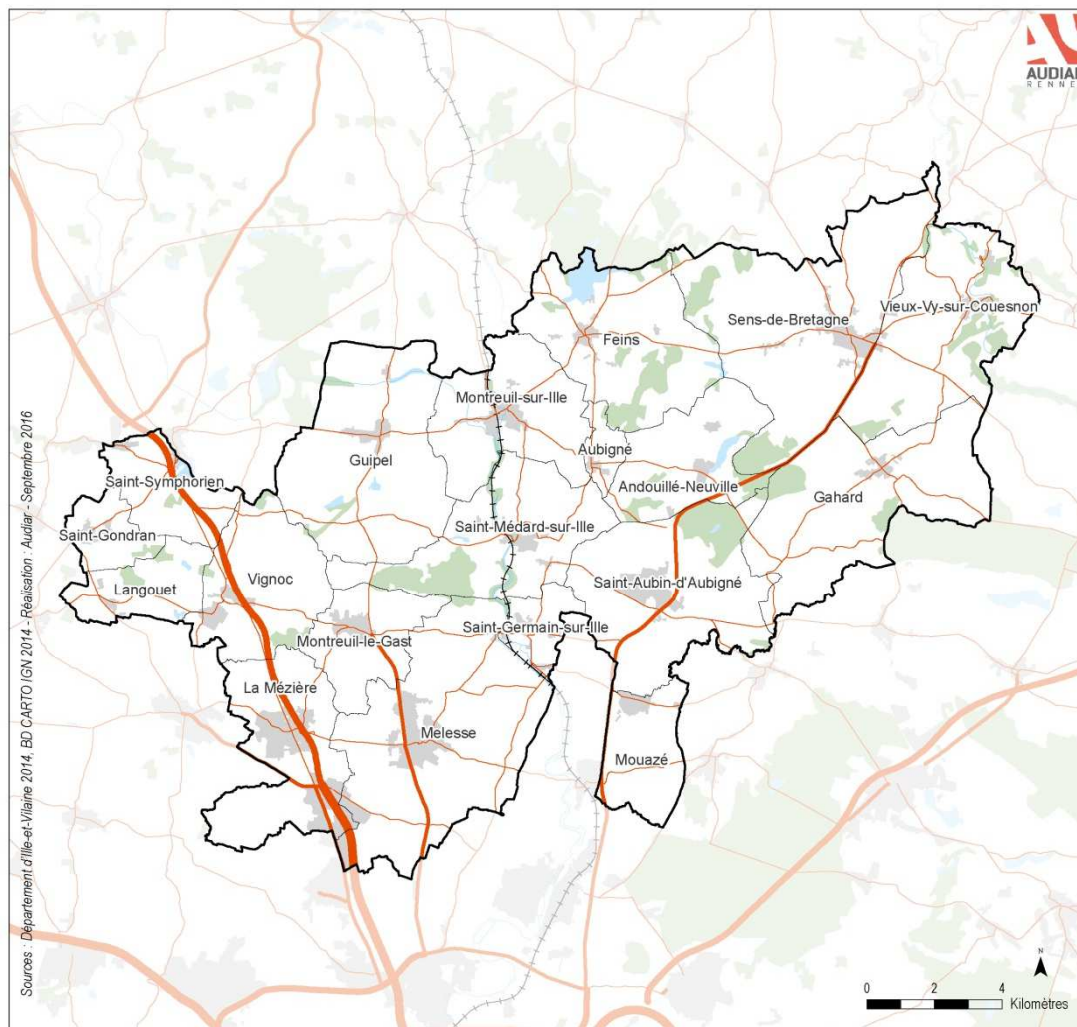 AUDIAR
RENNES
Vieux-Vy-sur-Couesnon
Sens-de-Bretagne
Feins
Montreuil-sur-Ille
Aubigné
Guipel
Saint-Symphorien
Andouillé-Neuville
Gahard
Saint-Médard-sur-Ille
Saint-Gondran
Vignoc
Saint-Aubin-d'Aubigné
Langouet
Saint-Germain-sur-Ille
Montreuil-le-Gast
La Mézière
Melesse
Mouazé
Sources : Département d'Ille-et-Vilaine 2014, BD CARTO IGN 2014 - Réalisation : Audiar - Septembre 2016
N
0 2 4
Kilomètres